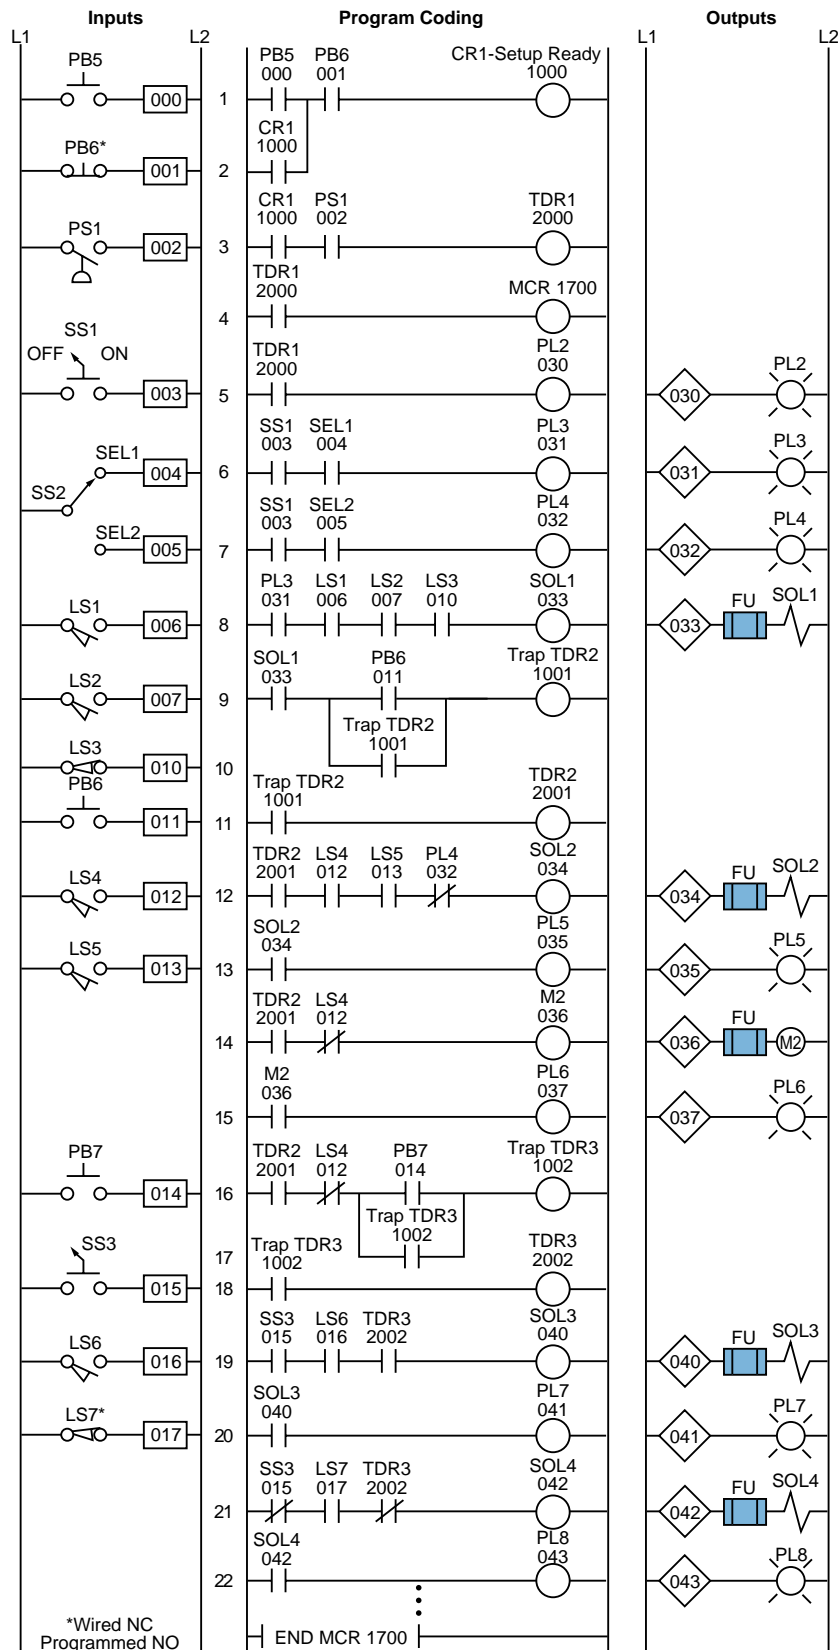 Inputs Program Coding Outputs
L1 L2 L1 L2
PB5 000
1 PB5 000 PB6 001 CR1-Setup Ready 1000
PB6* 001
2 CR1 1000
PS1 002
3 CR1 1000 PS1 002 TDR1 2000
4 TDR1 2000 MCR 1700
SS1
OFF ON
003
5 TDR1 2000 PL2 030
030 PL2
SS2 SEL1 004
6 SS1 003 SEL1 004 PL3 031
031 PL3
SEL2 005
7 SS1 003 SEL2 005 PL4 032
032 PL4
LS1 006
8 PL3 031 LS1 006 LS2 007 LS3 010 SOL1 033
033 FU SOL1
LS2 007
9 SOL1 033 PB6 011 Trap TDR2 1001
LS3 010
10 Trap TDR2 1001
PB6 011
11 Trap TDR2 1001 TDR2 2001
LS4 012
12 TDR2 2001 LS4 012 LS5 013 PL4 032 SOL2 034
034 FU SOL2
LS5 013
13 SOL2 034 PL5 035
035 PL5
14 TDR2 2001 LS4 012 M2 036
036 FU M2
15 M2 036 PL6 037
037 PL6
PB7 014
16 TDR2 2001 LS4 012 PB7 014 Trap TDR3 1002
17 Trap TDR3 1002
SS3 015
18 Trap TDR3 1002 TDR3 2002
LS6 016
19 SS3 015 LS6 016 TDR3 2002 SOL3 040
040 FU SOL3
LS7* 017
20 SOL3 040 PL7 041
041 PL7
21 SS3 015 LS7 017 TDR3 2002 SOL4 042
042 FU SOL4
22 SOL4 042 PL8 043
043 PL8
*Wired NC
Programmed NO
END MCR 1700